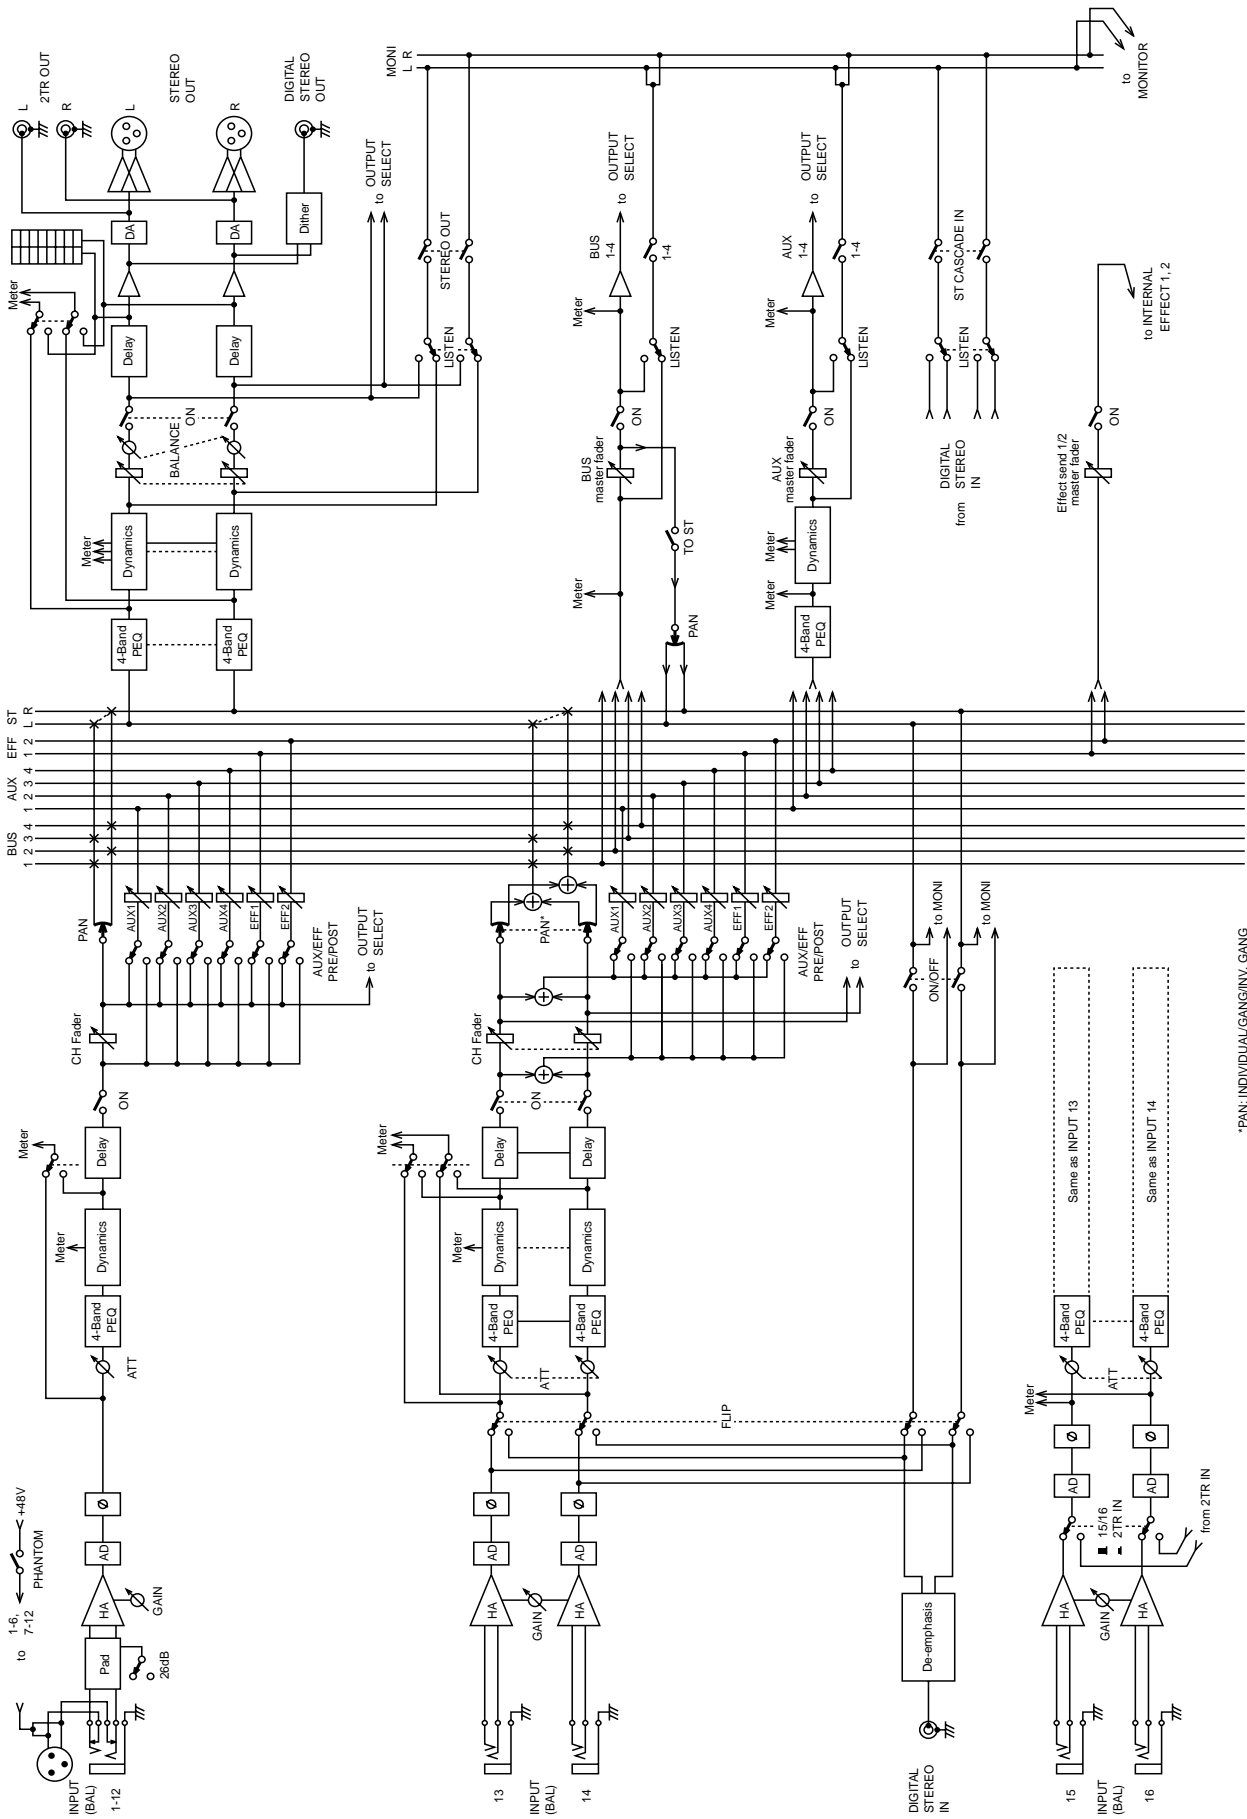 INPUT
(BAL)
1-12
to 1-6,
7-12
+48V
PHANTOM
Pad
26dB
HA
GAIN
AD
Ø
ATT
4-Band
PEQ
Meter
Dynamics
Meter
Delay
ON
CH Fader
PAN
AUX1
AUX2
AUX3
AUX4
EFF1
EFF2
AUX/EFF
PRE/POST
to OUTPUT
SELECT
BUS
1 2 3 4
AUX
1 2 3 4
EFF
1 2
ST
L R
4-Band
PEQ
4-Band
PEQ
Meter
Dynamics
Dynamics
BALANCE
ON
Delay
Delay
Meter
DA
DA
Dither
L
2TR OUT
R
L
STEREO
OUT
R
DIGITAL
STEREO
OUT
to OUTPUT
SELECT
LISTEN
STEREO OUT
MONI
L R
INPUT
(BAL)
13
14
HA
HA
GAIN
AD
AD
Ø
Ø
FLIP
ATT
4-Band
PEQ
4-Band
PEQ
Meter
Dynamics
Dynamics
Meter
Delay
Delay
ON
CH Fader
PAN*
AUX1
AUX2
AUX3
AUX4
EFF1
EFF2
AUX/EFF
PRE/POST
to OUTPUT
SELECT
Meter
BUS
master fader
ON
TO ST
PAN
Meter
BUS
1-4
to OUTPUT
SELECT
LISTEN
1-4
4-Band
PEQ
Meter
Dynamics
Meter
AUX
master fader
ON
Meter
AUX
1-4
to OUTPUT
SELECT
LISTEN
1-4
DIGITAL
STEREO
IN
De-emphasis
ON/OFF
to MONI
to MONI
from DIGITAL
STEREO
IN
LISTEN
ST CASCADE IN
Effect send 1/2
master fader
ON
to INTERNAL
EFFECT 1, 2
to
MONITOR
INPUT
(BAL)
15
16
HA
HA
GAIN
15/16
2TR IN
from 2TR IN
AD
AD
Ø
Ø
Meter
ATT
4-Band
PEQ
4-Band
PEQ
Same as INPUT 13
Same as INPUT 14
*PAN: INDIVIDUAL/GANG/INV. GANG